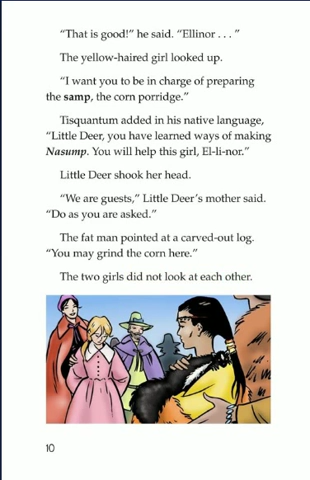 "That is good!" he said. "Ellinor . . . "
The yellow-haired girl looked up.
"I want you to be in charge of preparing
the samp, the corn porridge."
Tisquantum added in his native language,
"Little Deer, you have learned ways of making
Nasump. You will help this girl, El-li-nor."
Little Deer shook her head.
"We are guests," Little Deer's mother said.
"Do as you are asked."
The fat man pointed at a carved-out log.
"You may grind the corn here."
The two girls did not look at each other.
10